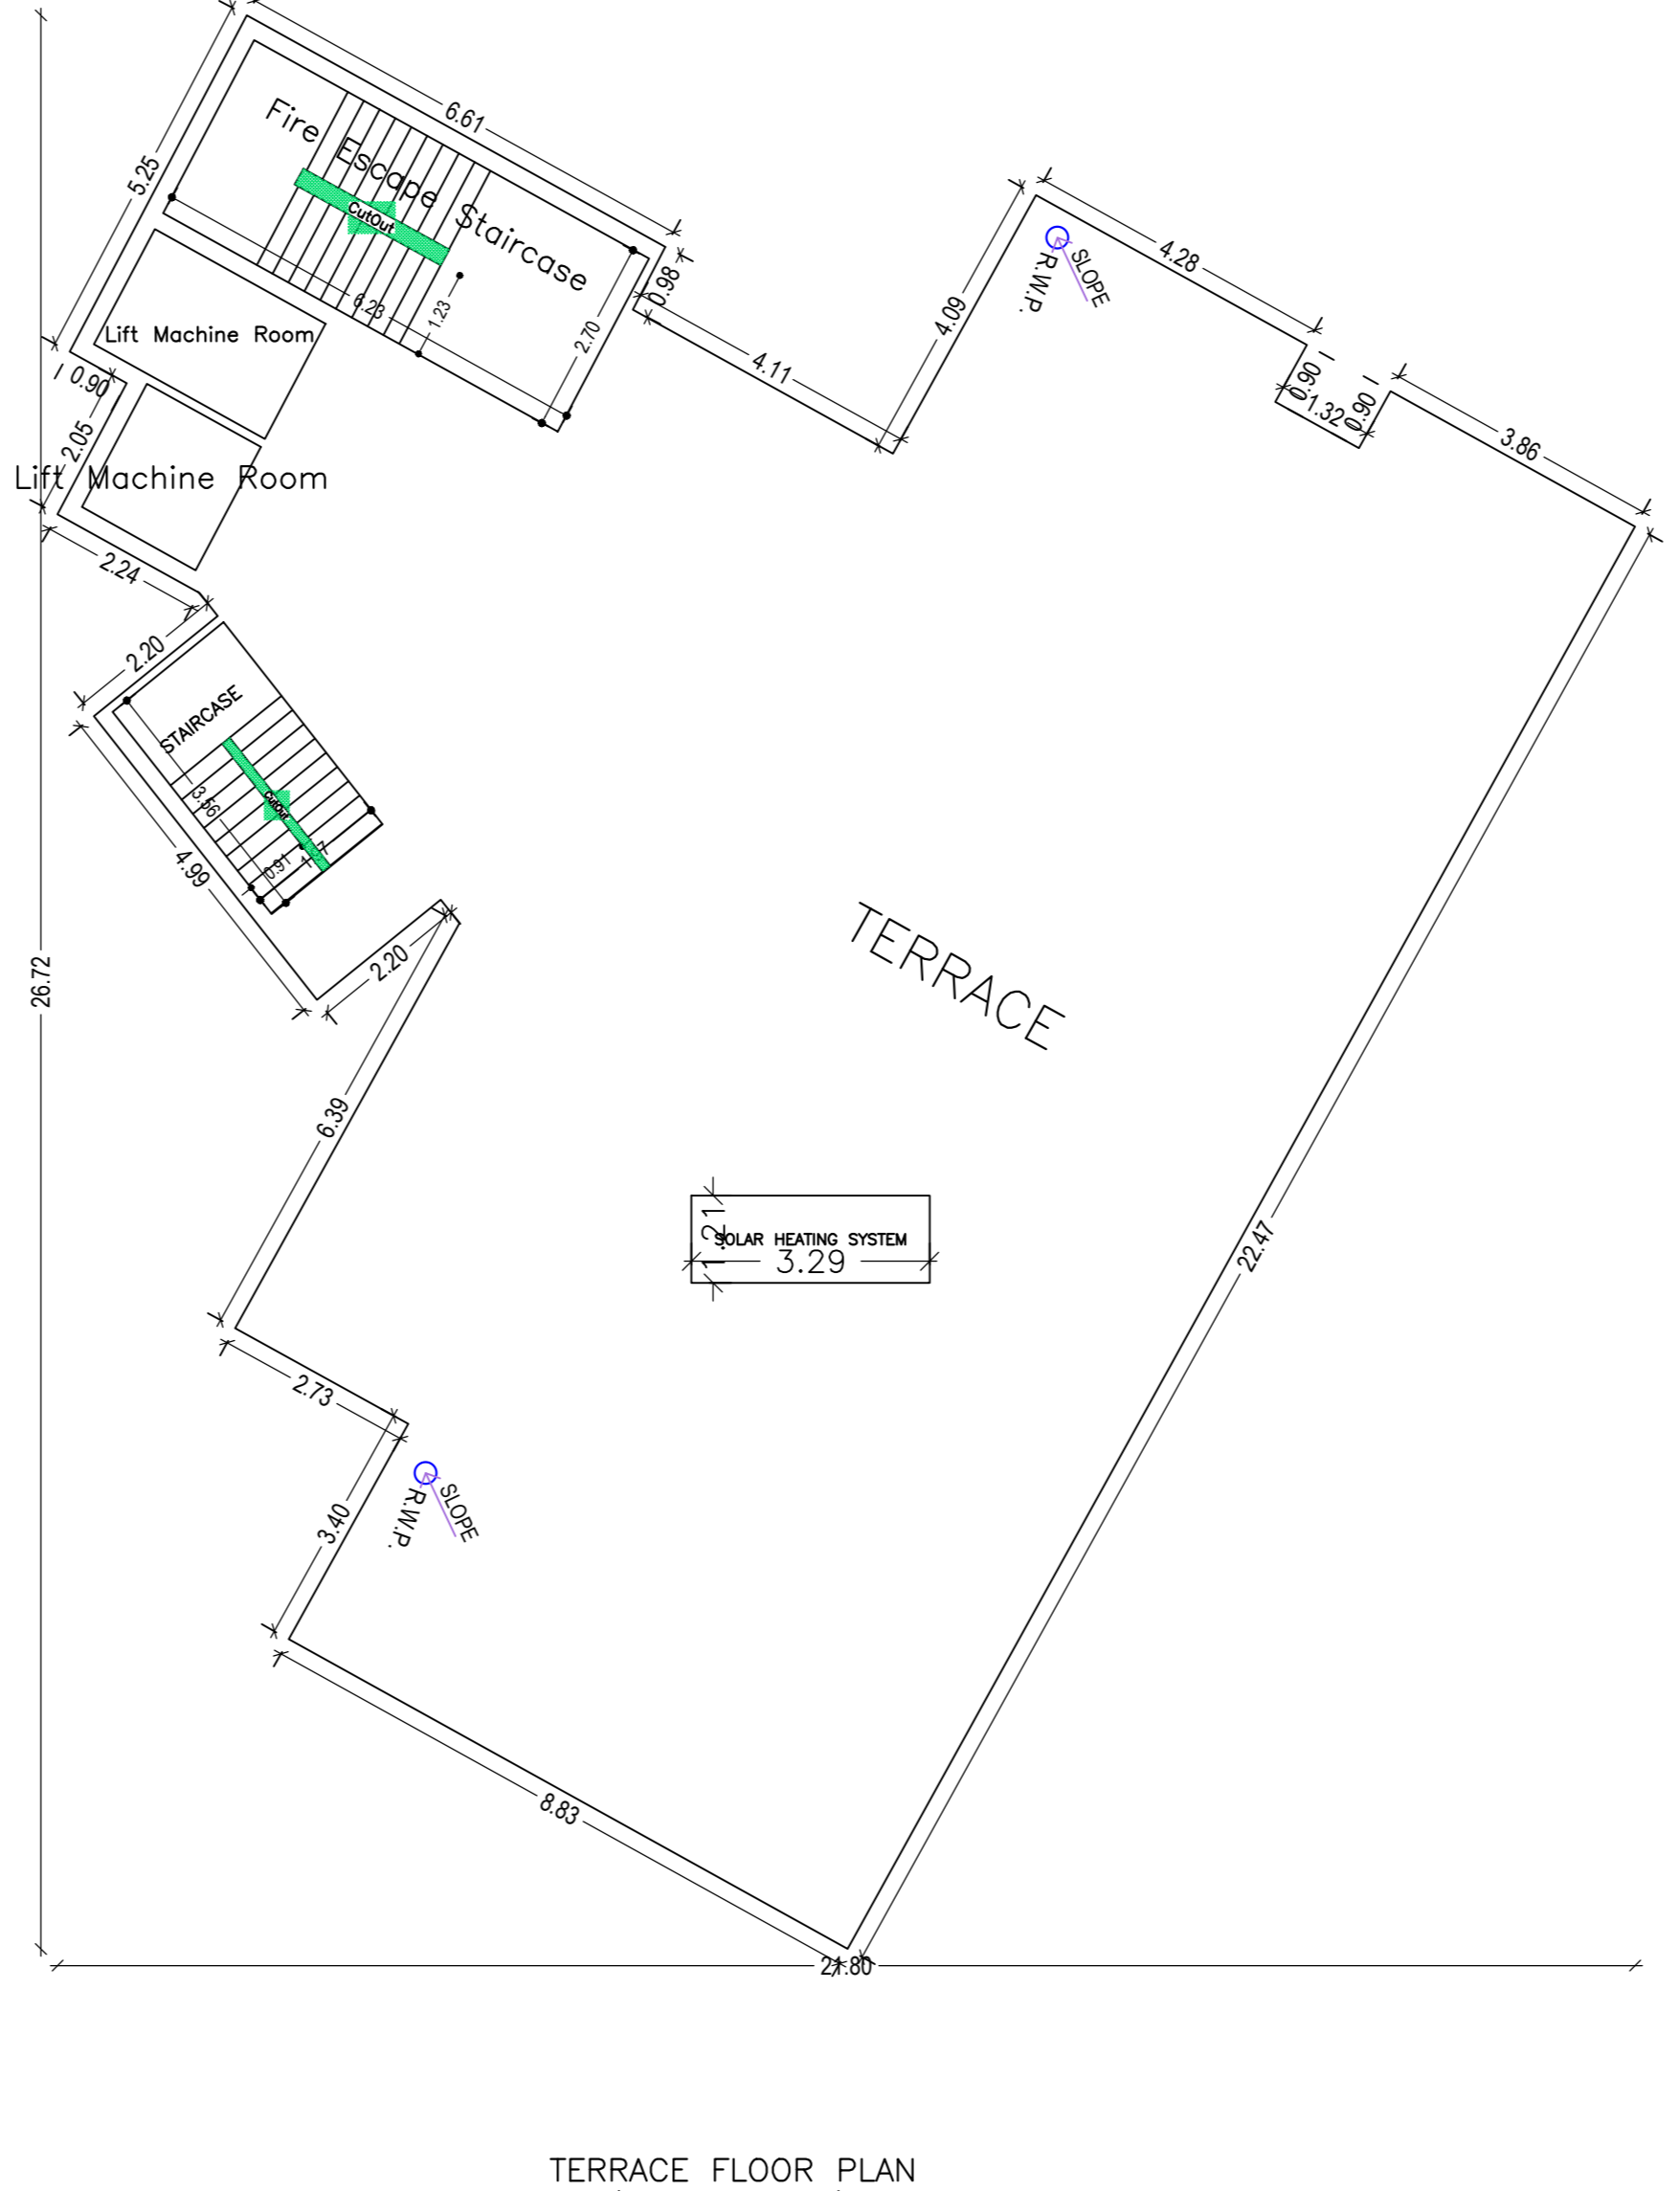 6.61
5.25
Fire Escape Staircase
CutOut
6.23
1.23
2.70
0.98
4.11
4.09
4.28
R.W.P.
SLOPE
0.90
1.32
0.90
3.86
Lift Machine Room
0.90
2.05
Lift Machine Room
2.24
2.20
STAIRCASE
CutOut
3.56
0.91
4.99
2.20
26.72
TERRACE
6.39
1.21
SOLAR HEATING SYSTEM
3.29
22.47
2.73
R.W.P.
SLOPE
3.40
8.83
21.80
TERRACE FLOOR PLAN